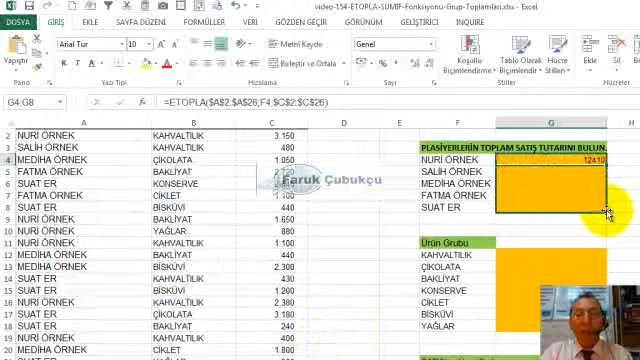 video-154-ETOPLA-SUMIF-Fonksiyonu-Grup-Toplamlari.xlsx - Excel
DOSYA GİRİŞ EKLE SAYFA DÜZENİ FORMÜLLER VERİ GÖZDEN GEÇİR GÖRÜNÜM GELİŞTİRİCİ INQUIRE
Arial Tur 10 Metni Kaydır Genel
Yapıştır Koşullu Biçimlendirme Tablo Olarak Biçimlendir Hücre Stilleri Ekle Sil
Birleştir ve Ortala
Pano Yazı Tipi Hizalama Sayı Stiller
G4:G8 =ETOPLA($A$2:$A$26;F4;$C$2:$C$26)
A B C D E F G H
2 NURİ ÖRNEK KAHVALTILIK 3.150
3 SALİH ÖRNEK KAHVALTILIK 480 PLASİYERLERİN TOPLAM SATIŞ TUTARINI BULUN.
4 MEDİHA ÖRNEK ÇİKOLATA 1.050 NURİ ÖRNEK 12410
5 FATMA ÖRNEK BAKLİYAT SALİH ÖRNEK
6 SUAT ER KONSERVE MEDİHA ÖRNEK
7 FATMA ÖRNEK CİKLET FATMA ÖRNEK
8 SUAT ER BİSKÜVİ 440 SUAT ER
Faruk Çubukçu
9 NURİ ÖRNEK BAKLİYAT 1.650
10 NURİ ÖRNEK YAĞLAR 880
11 NURİ ÖRNEK KAHVALTILIK 1.100 Ürün Grubu
12 MEDİHA ÖRNEK BAKLİYAT 440 KAHVALTILIK
13 MEDİHA ÖRNEK BİSKÜVİ 2.300 ÇİKOLATA
14 SUAT ER KAHVALTILIK 430 BAKLİYAT
15 SUAT ER BİSKÜVİ 1.200 KONSERVE
16 NURİ ÖRNEK KAHVALTILIK 2.380 CİKLET
17 SUAT ER ÇİKOLATA 3.180 BİSKÜVİ
18 SUAT ER BAKLİYAT 240 YAĞLAR
19 NURİ ÖRNEK BAKLİYAT 400
20 MEDİHA ÖRNEK CİKLET 1.800